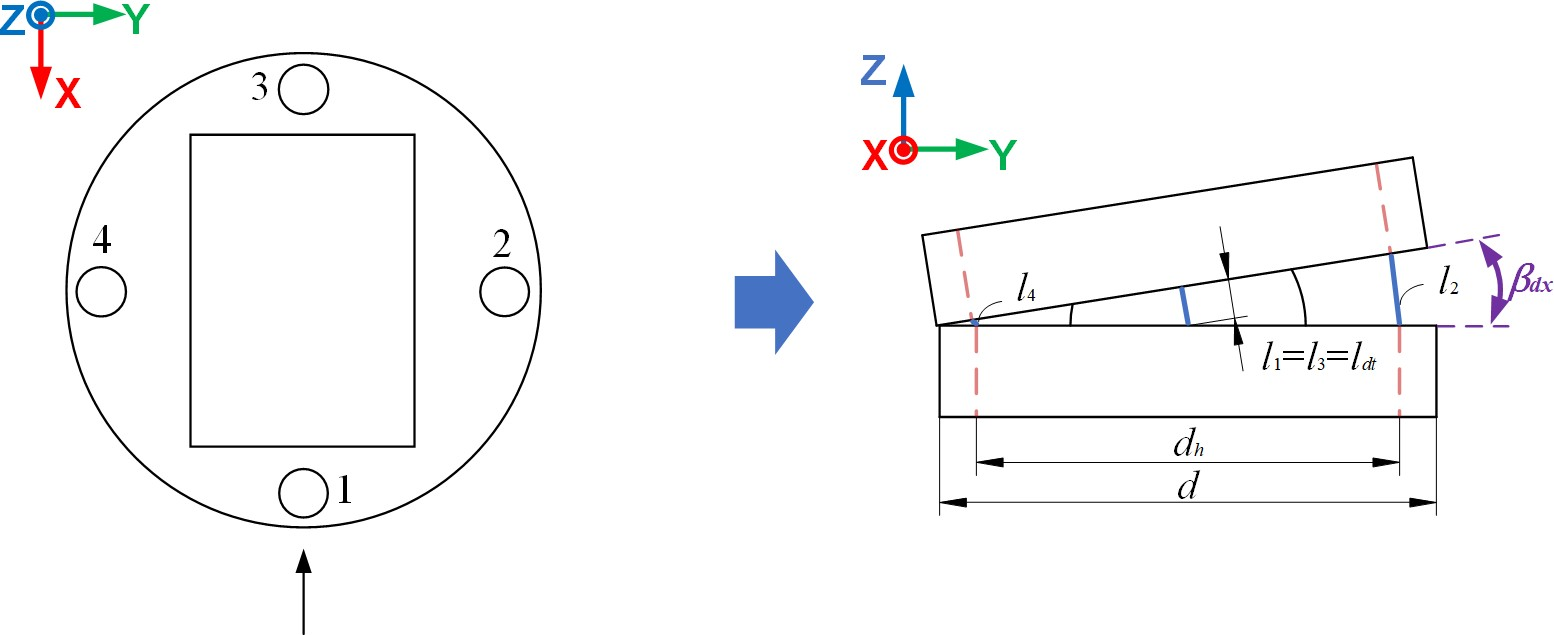 Z Y
X
3
4
2
1
Z
X Y
l4
l2
βdx
l1=l3=ldt
dh
d